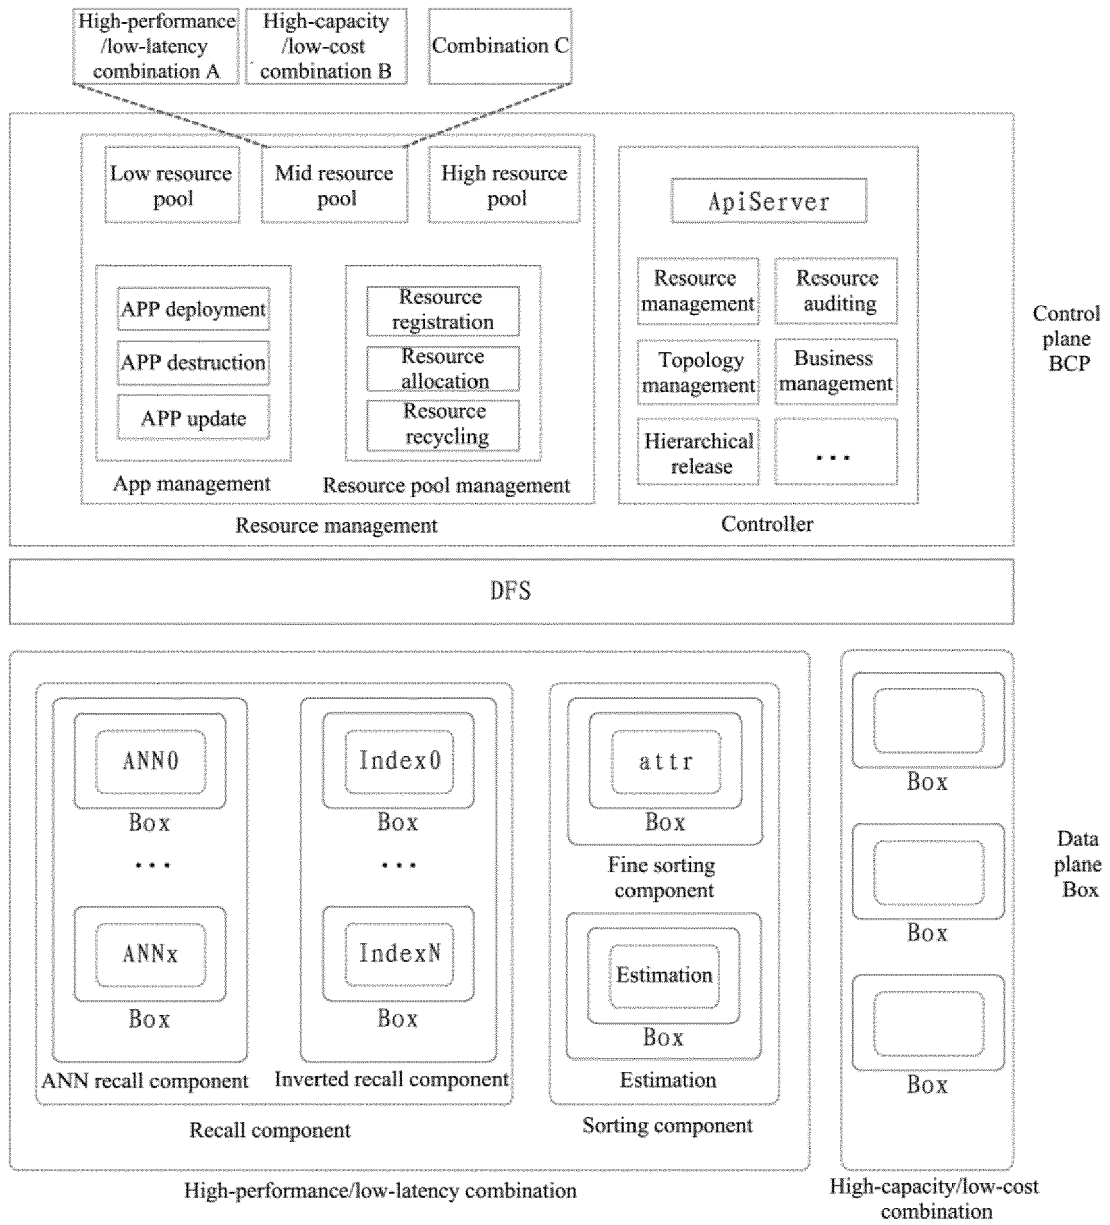 High-performance
/low-latency
combination A
High-capacity
/low-cost
combination B
Combination C
Low resource
pool
Mid resource
pool
High resource
pool
ApiServer
APP deployment
APP destruction
APP update
App management
Resource
registration
Resource
allocation
Resource
recycling
Resource pool management
Resource management
Resource
management
Resource
auditing
Topology
management
Business
management
Hierarchical
release
...
Controller
Control
plane
BCP
DFS
ANN0
Box
...
ANNx
Box
ANN recall component
Index0
Box
...
IndexN
Box
Inverted recall component
Recall component
attr
Box
Fine sorting
component
Estimation
Box
Estimation
Sorting component
High-performance/low-latency combination
Box
Box
Box
High-capacity/low-cost
combination
Data
plane
Box